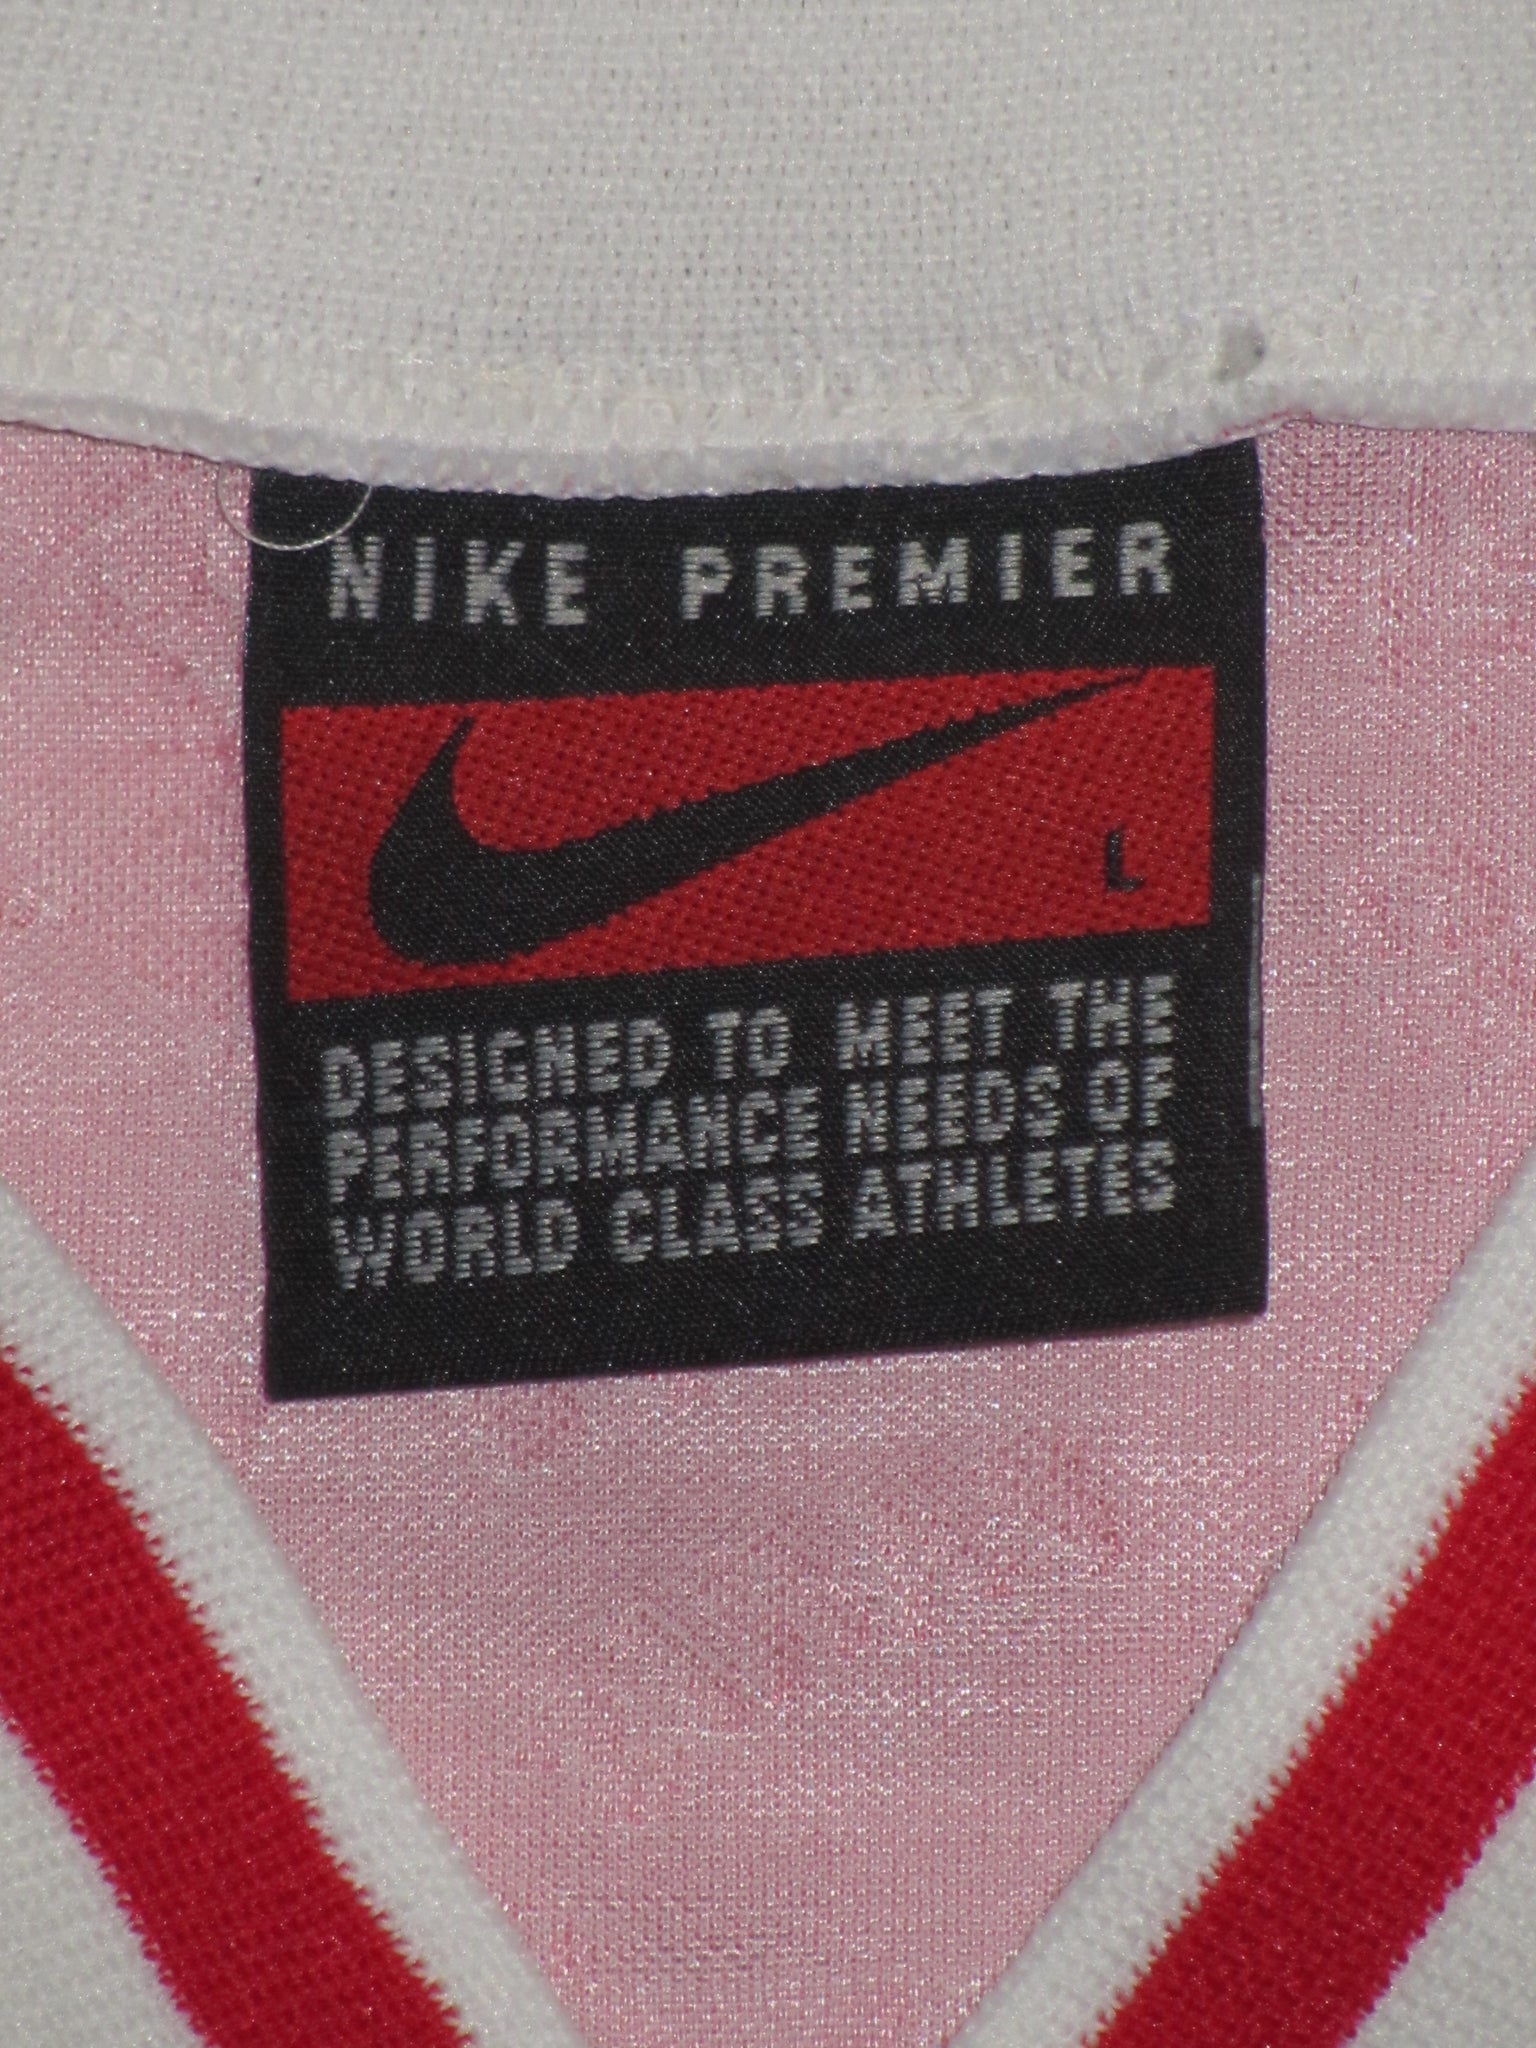 NIKE PREMIER
L
DESIGNED TO MEET THE
PERFORMANCE NEEDS OF
WORLD CLASS ATHLETES